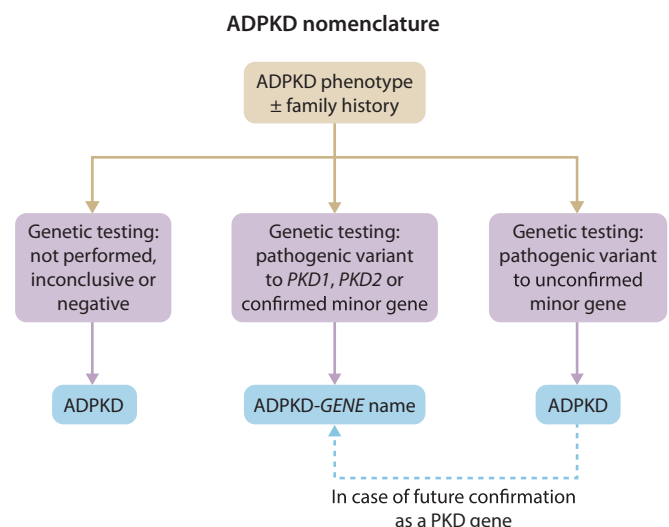 ADPKD nomenclature
ADPKD phenotype
± family history
Genetic testing:
not performed,
inconclusive or
negative
Genetic testing:
pathogenic variant
to PKD1, PKD2 or
confirmed minor gene
Genetic testing:
pathogenic variant
to unconfirmed
minor gene
ADPKD
ADPKD-GENE name
ADPKD
In case of future confirmation
as a PKD gene